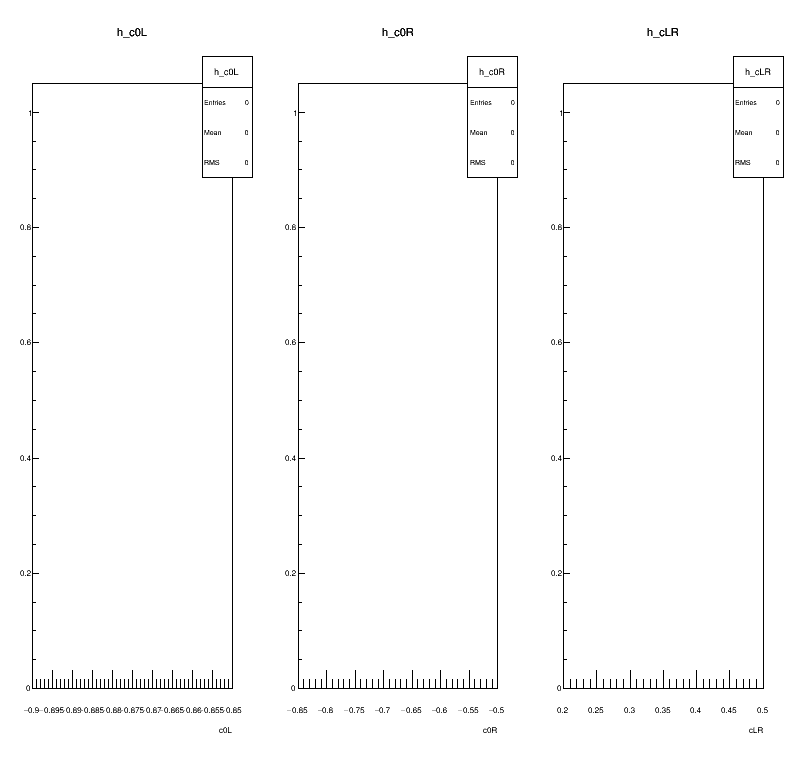 h_c0L
h_c0L
Entries 0
Mean 0
RMS 0
1
0.8
0.6
0.4
0.2
0
−0.9 −0.895 −0.89 −0.885 −0.88 −0.875 −0.87 −0.865 −0.86 −0.855 −0.85
c0L
h_c0R
h_c0R
Entries 0
Mean 0
RMS 0
1
0.8
0.6
0.4
0.2
0
−0.85 −0.8 −0.75 −0.7 −0.65 −0.6 −0.55 −0.5
c0R
h_cLR
h_cLR
Entries 0
Mean 0
RMS 0
1
0.8
0.6
0.4
0.2
0
0.2 0.25 0.3 0.35 0.4 0.45 0.5
cLR